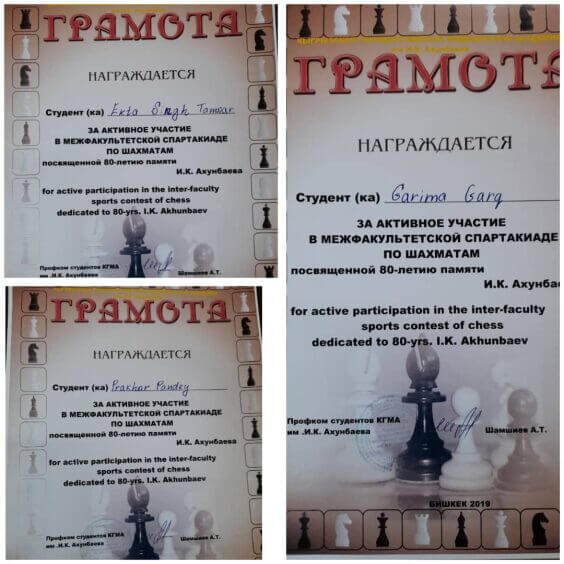 ГРАМОТА
НАГРАЖДАЕТСЯ
Студент (ка) Ekta Singh Tanwar
ЗА АКТИВНОЕ УЧАСТИЕ
В МЕЖФАКУЛЬТЕТСКОЙ СПАРТАКИАДЕ
ПО ШАХМАТАМ
посвященной 80-летию памяти
И.К. Ахунбаева
for active participation in the inter-faculty
sports contest of chess
dedicated to 80-yrs. I.K. Akhunbaev
Профком студентов КГМА
им .И.К. Ахунбаева
Шамшиев А.Т.
ГРАМОТА
НАГРАЖДАЕТСЯ
Студент (ка) Prakhar Pandey
ЗА АКТИВНОЕ УЧАСТИЕ
В МЕЖФАКУЛЬТЕТСКОЙ СПАРТАКИАДЕ
ПО ШАХМАТАМ
посвященной 80-летию памяти
И.К. Ахунбаева
for active participation in the inter-faculty
sports contest of chess
dedicated to 80-yrs. I.K. Akhunbaev
Профком студентов КГМА
им .И.К. Ахунбаева
Шамшиев А.Т.
им И.К. Ахунбаева
ГРАМОТА
НАГРАЖДАЕТСЯ
Студент (ка) Garima Garg
ЗА АКТИВНОЕ УЧАСТИЕ
В МЕЖФАКУЛЬТЕТСКОЙ СПАРТАКИАДЕ
ПО ШАХМАТАМ
посвященной 80-летию памяти
И.К. Ахунба
for active participation in the inter-faculty
sports contest of chess
dedicated to 80-yrs. I.K. Akhunbaev
Профком студентов КГМА
им .И.К. Ахунбаева
Шамшиев А.Т.
БИШКЕК 2019